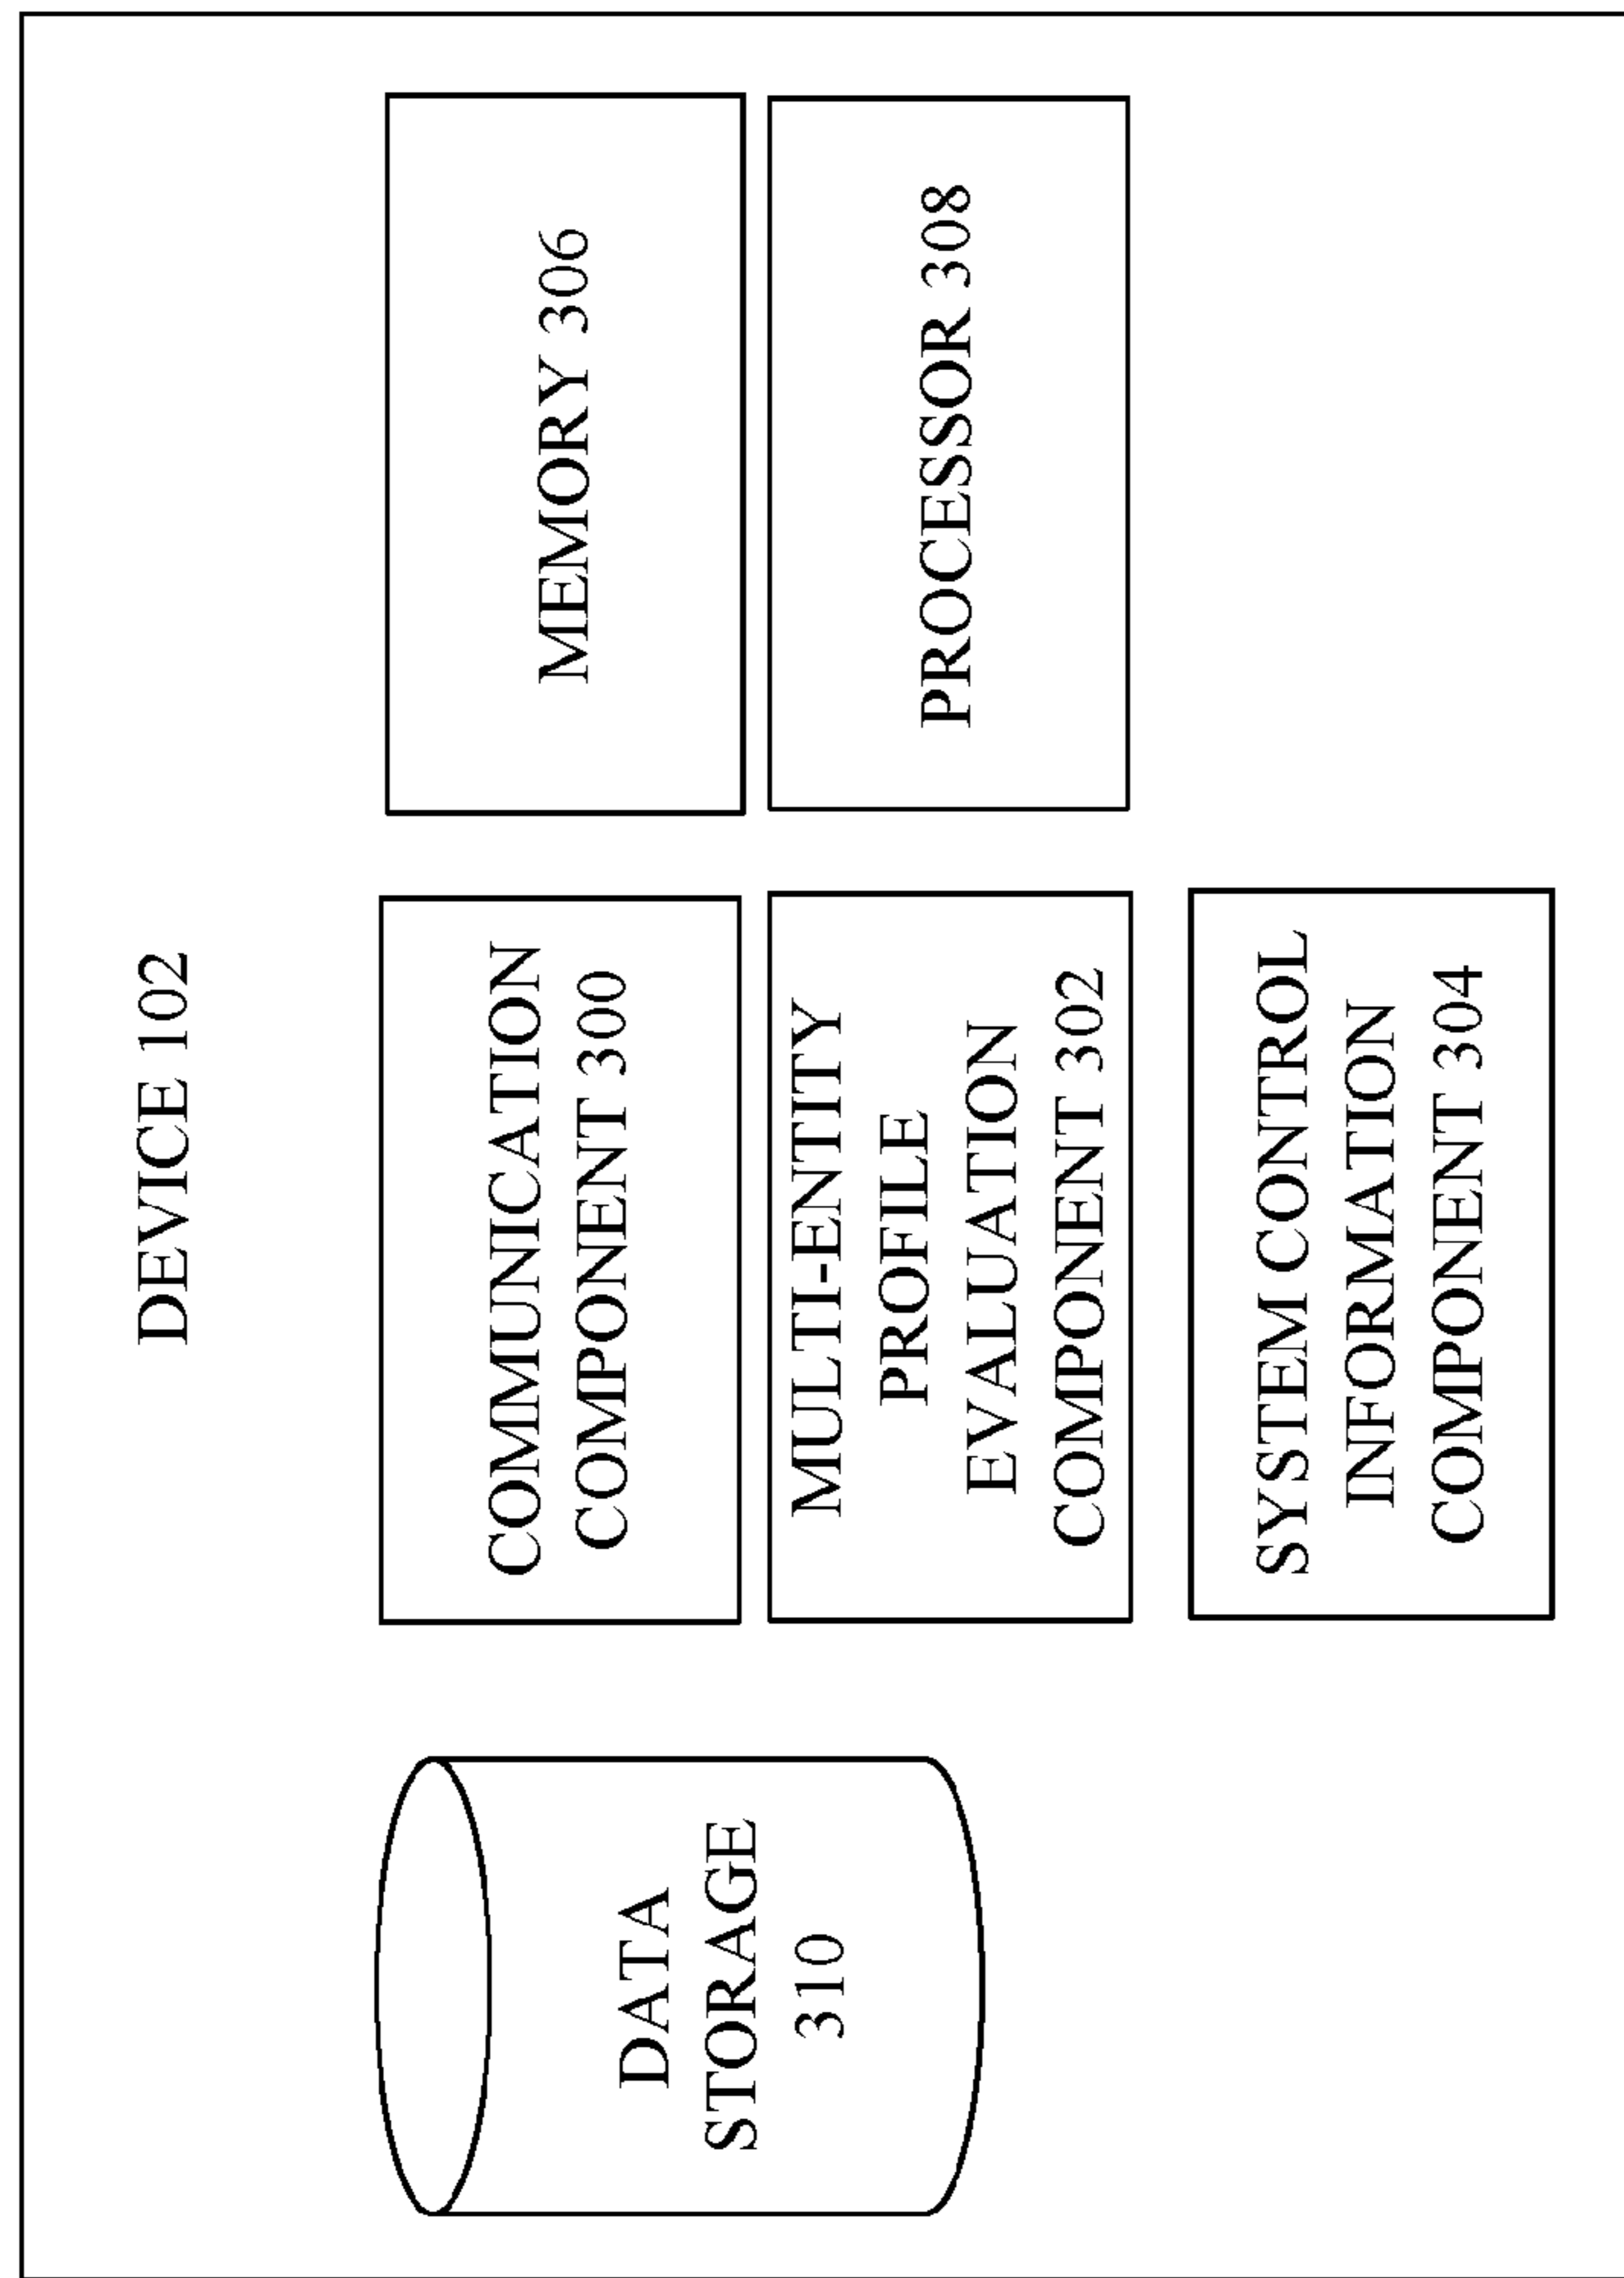 DEVICE 102
DATA
STORAGE
310
COMMUNICATION
COMPONENT 300
MULTI-ENTITY
PROFILE
EVALUATION
COMPONENT 302
SYSTEM CONTROL
INFORMATION
COMPONENT 304
MEMORY 306
PROCESSOR 308